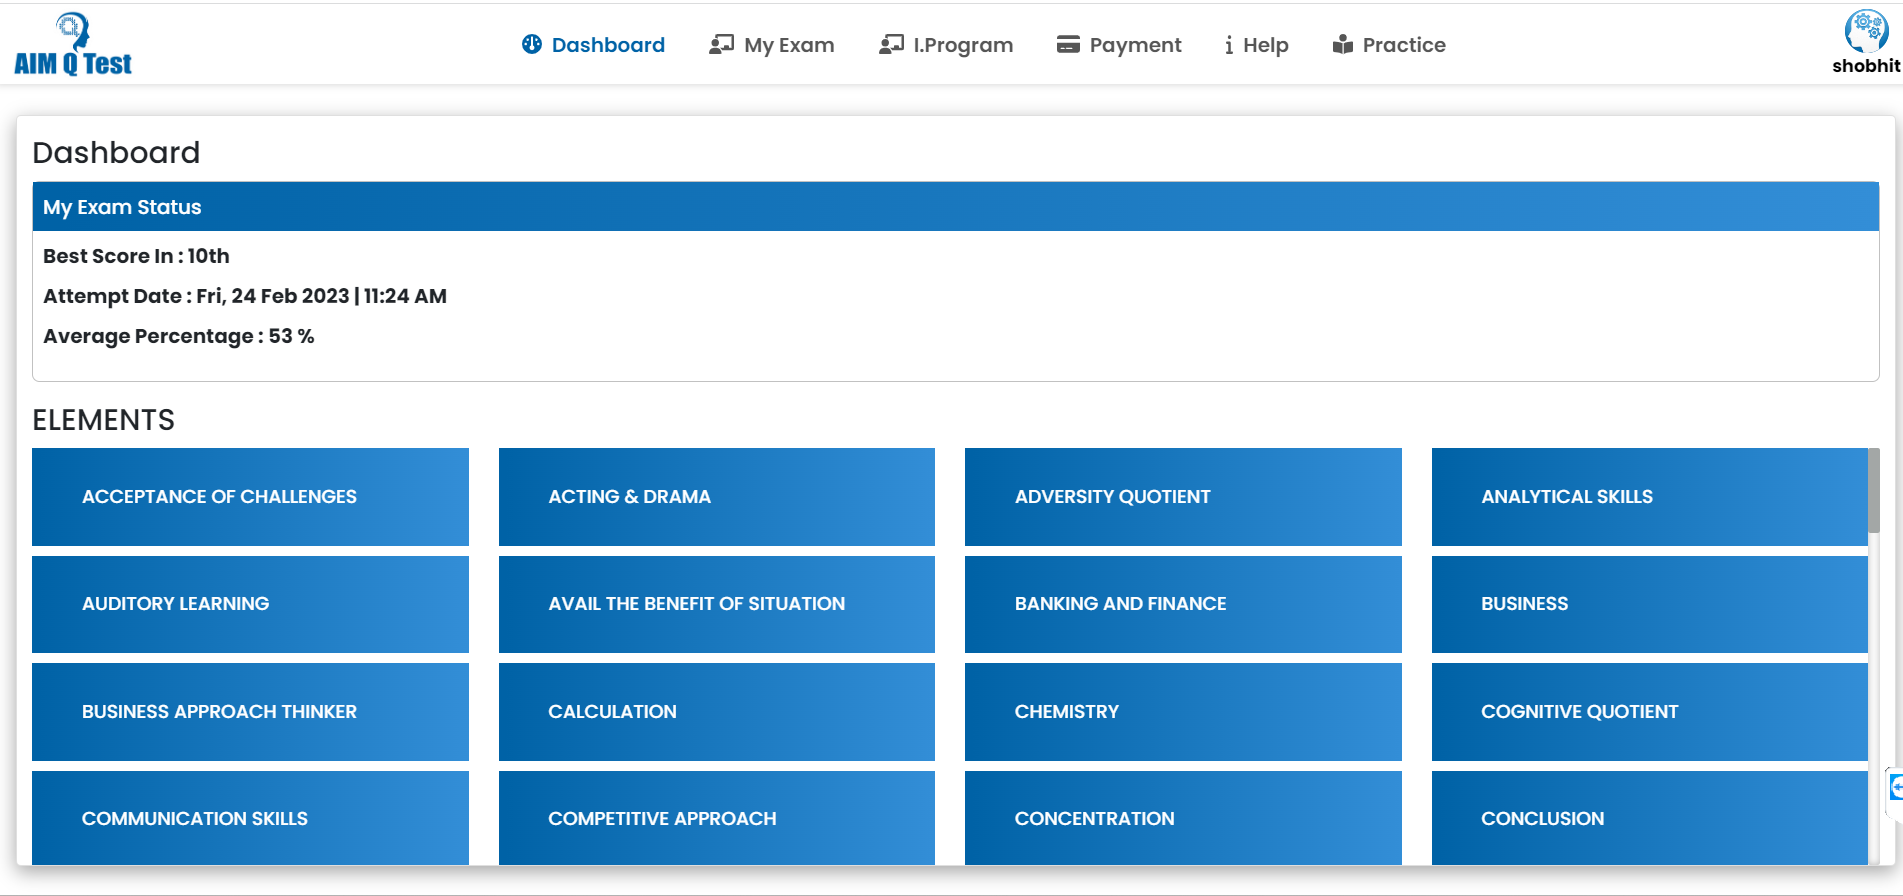 AIM Q Test
Dashboard
My Exam
I.Program
Payment
Help
Practice
shobhit
Dashboard
My Exam Status
Best Score In : 10th
Attempt Date : Fri, 24 Feb 2023 | 11:24 AM
Average Percentage : 53 %
ELEMENTS
ACCEPTANCE OF CHALLENGES
ACTING & DRAMA
ADVERSITY QUOTIENT
ANALYTICAL SKILLS
AUDITORY LEARNING
AVAIL THE BENEFIT OF SITUATION
BANKING AND FINANCE
BUSINESS
BUSINESS APPROACH THINKER
CALCULATION
CHEMISTRY
COGNITIVE QUOTIENT
COMMUNICATION SKILLS
COMPETITIVE APPROACH
CONCENTRATION
CONCLUSION